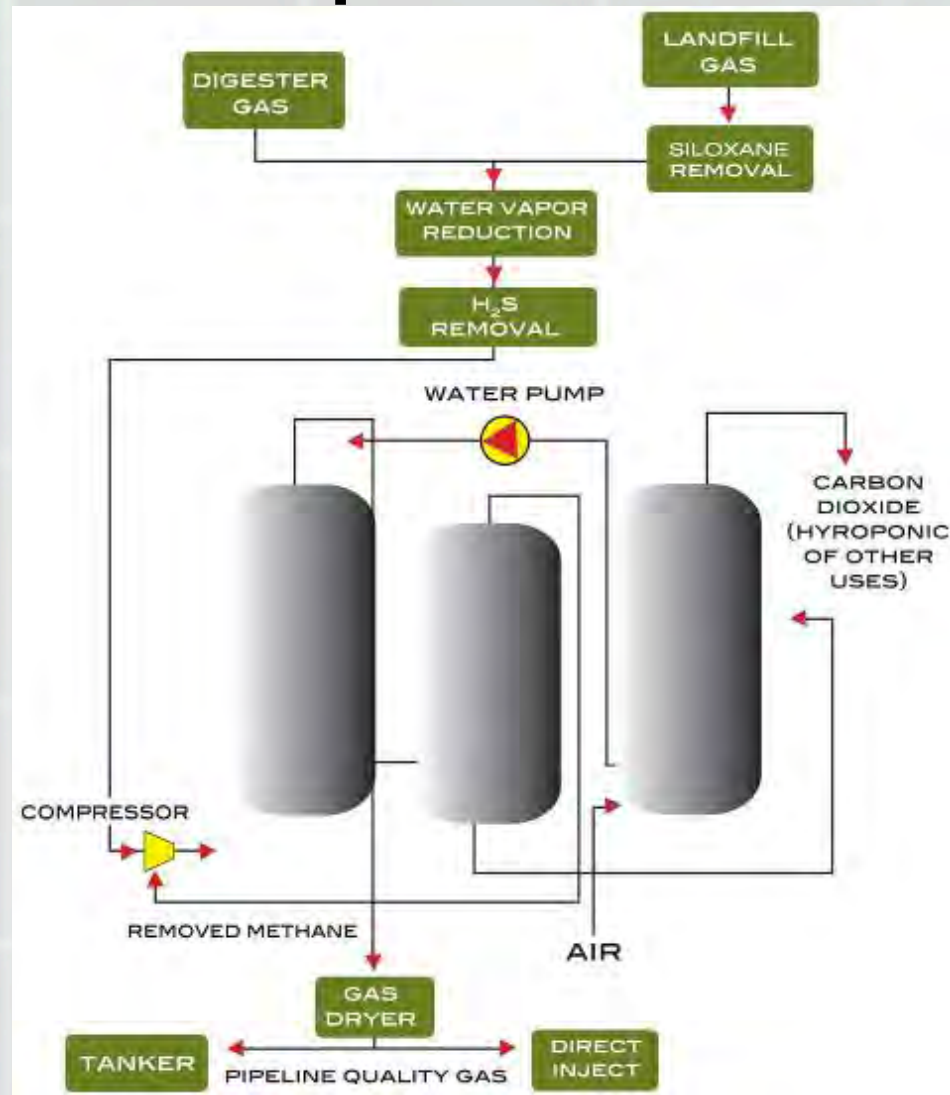 LANDFILL
GAS
DIGESTER
GAS
SILOXANE
REMOVAL
WATER VAPOR
REDUCTION
H₂S
REMOVAL
WATER PUMP
CARBON
DIOXIDE
(HYROPONIC
OF OTHER
USES)
COMPRESSOR
REMOVED METHANE
AIR
GAS
DRYER
TANKER
PIPELINE QUALITY GAS
DIRECT
INJECT